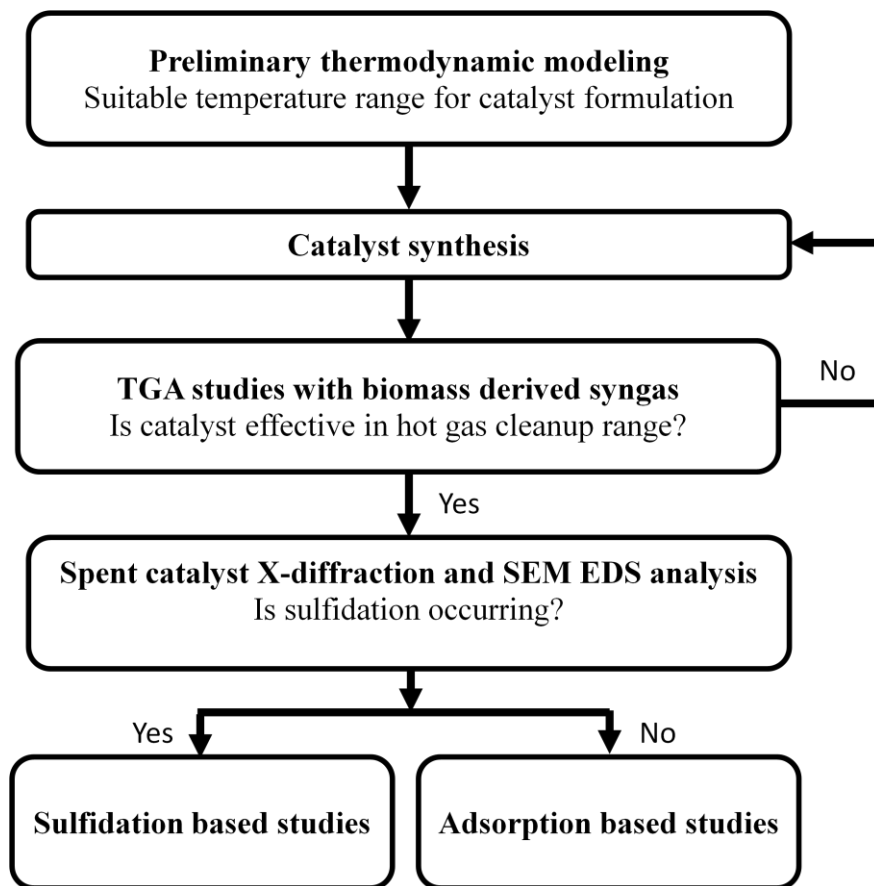 Preliminary thermodynamic modeling
Suitable temperature range for catalyst formulation
Catalyst synthesis
TGA studies with biomass derived syngas
Is catalyst effective in hot gas cleanup range?
No
Yes
Spent catalyst X-diffraction and SEM EDS analysis
Is sulfidation occurring?
Yes
No
Sulfidation based studies
Adsorption based studies